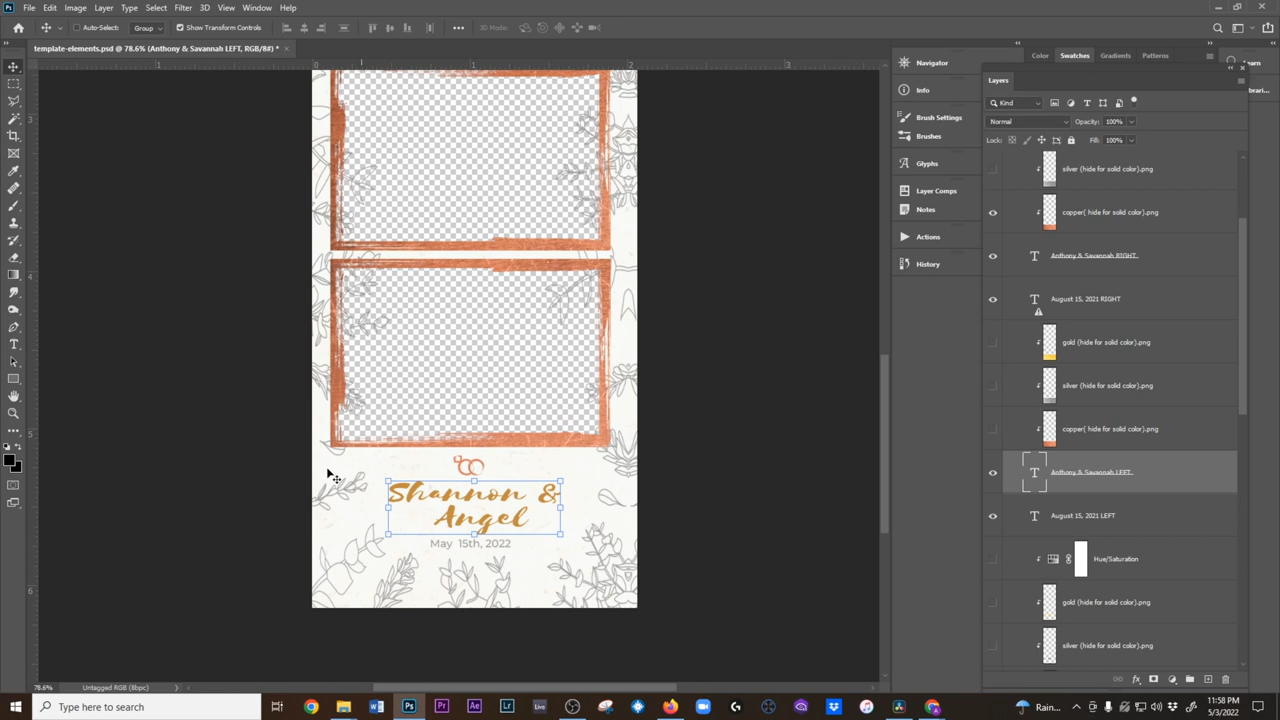 File Edit Image Layer Type Select Filter 3D View Window Help
Auto-Select: Group Show Transform Controls 3D Mode:
template-elements.psd @ 78.6% (Anthony & Savannah LEFT, RGB/8#) *
Navigator
Info
Brush Settings
Brushes
Glyphs
Layer Comps
Notes
Actions
History
Color Swatches Gradients Patterns
Layers
Kind
Normal Opacity: 100%
Lock: Fill: 100%
silver (hide for solid color).png
copper( hide for solid color).png
Anthony & Savannah RIGHT
August 15, 2021 RIGHT
gold (hide for solid color).png
silver (hide for solid color).png
copper( hide for solid color).png
Anthony & Savannah LEFT
August 15, 2021 LEFT
Hue/Saturation
gold (hide for solid color).png
silver (hide for solid color).png
Shannon &
Angel
May 15th, 2022
78.6% Untagged RGB (8bpc)
Type here to search
Rain...
11:58 PM
5/3/2022